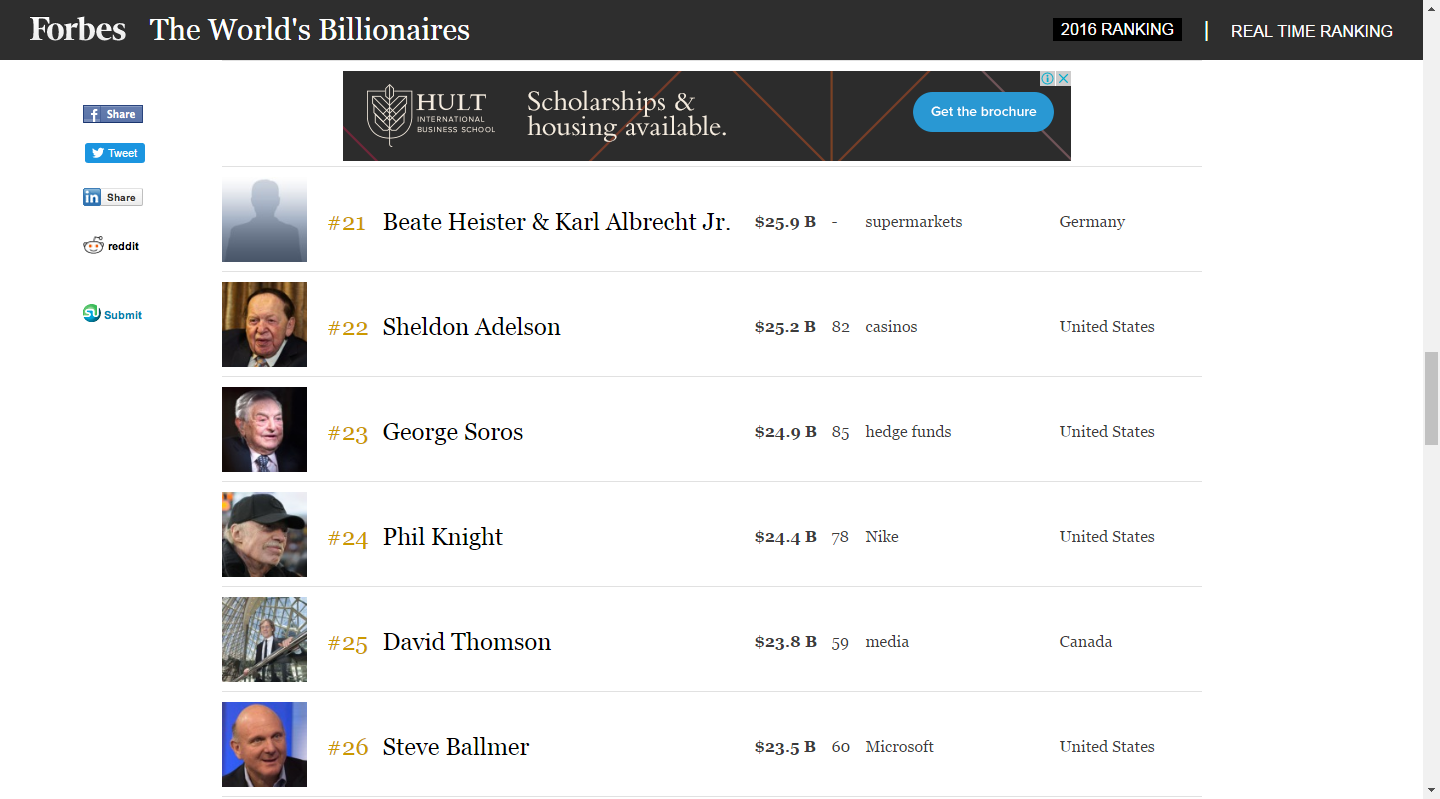 Forbes The World's Billionaires 2016 RANKING | REAL TIME RANKING
HULT
INTERNATIONAL
BUSINESS SCHOOL
Scholarships &
housing available.
Get the brochure
Share
Tweet
Share
reddit
Submit
#21 Beate Heister & Karl Albrecht Jr. $25.9 B - supermarkets Germany
#22 Sheldon Adelson $25.2 B 82 casinos United States
#23 George Soros $24.9 B 85 hedge funds United States
#24 Phil Knight $24.4 B 78 Nike United States
#25 David Thomson $23.8 B 59 media Canada
#26 Steve Ballmer $23.5 B 60 Microsoft United States